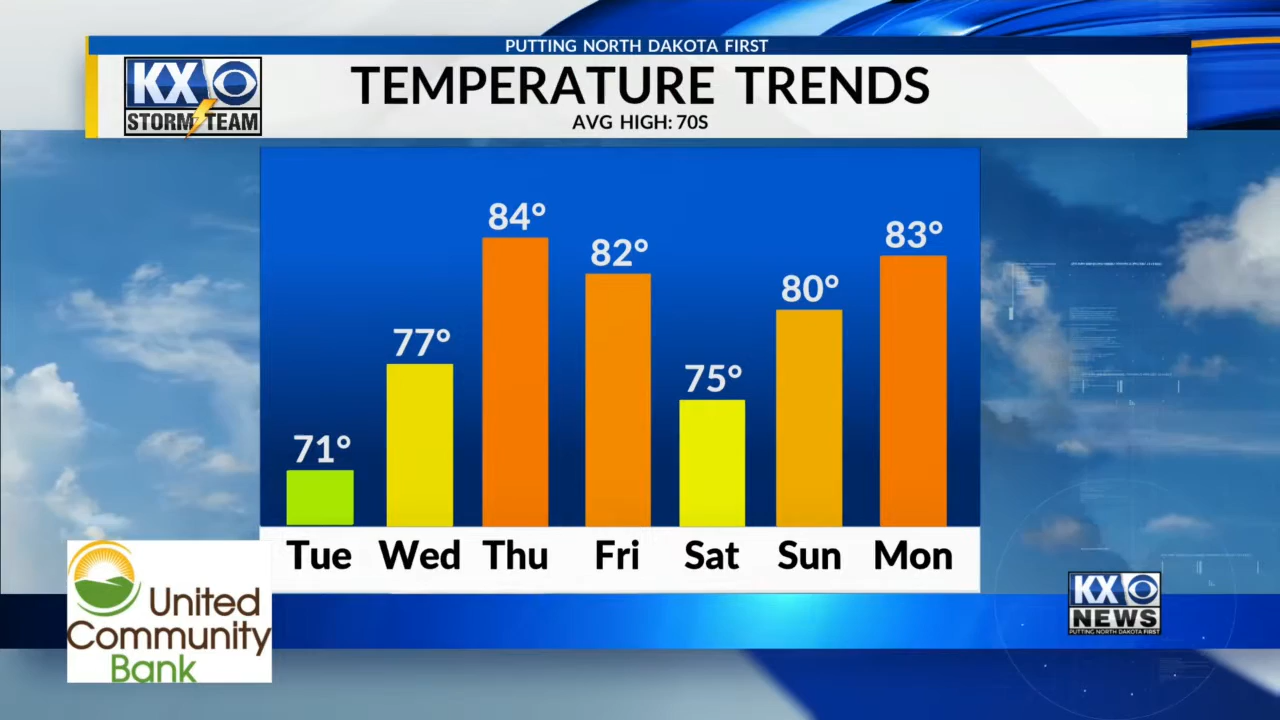 PUTTING NORTH DAKOTA FIRST
KX
STORM TEAM
TEMPERATURE TRENDS
AVG HIGH: 70S
71°
77°
84°
82°
75°
80°
83°
Tue Wed Thu Fri Sat Sun Mon
United
Community
Bank
KX
NEWS
PUTTING NORTH DAKOTA FIRST